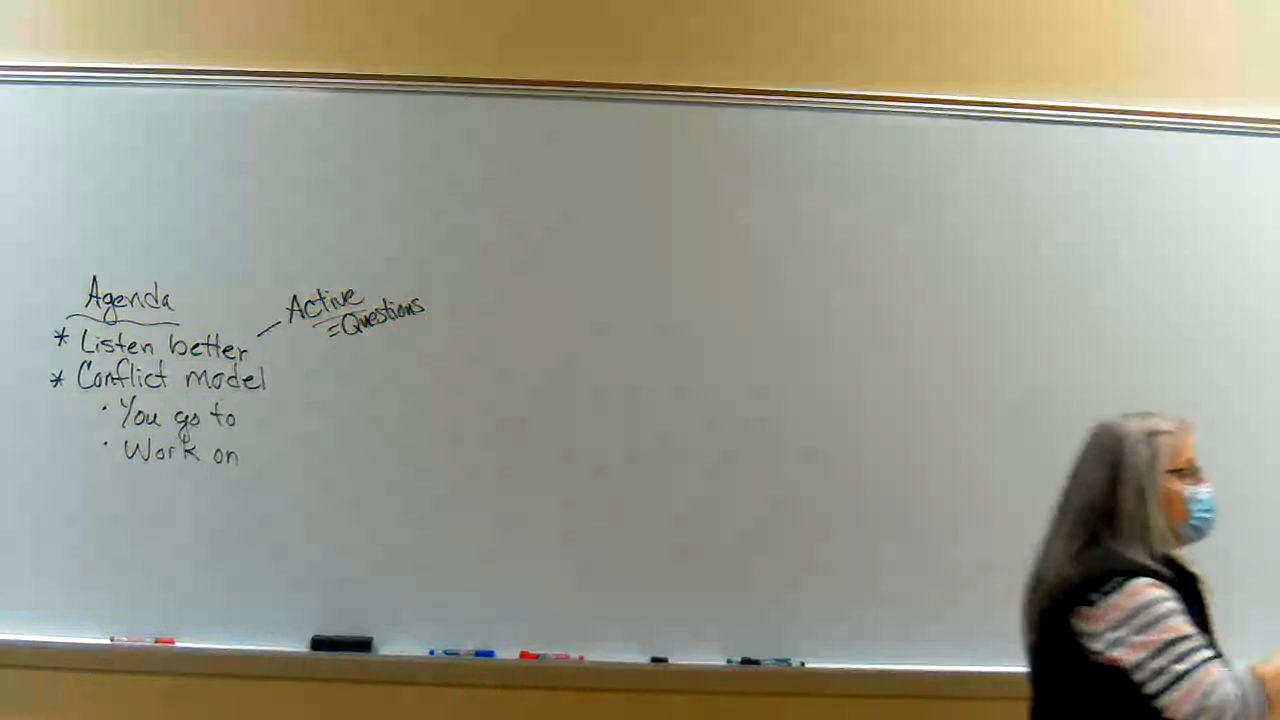 Agenda
* Listen better
Active
=Questions
* Conflict model
· You go to
· Work on